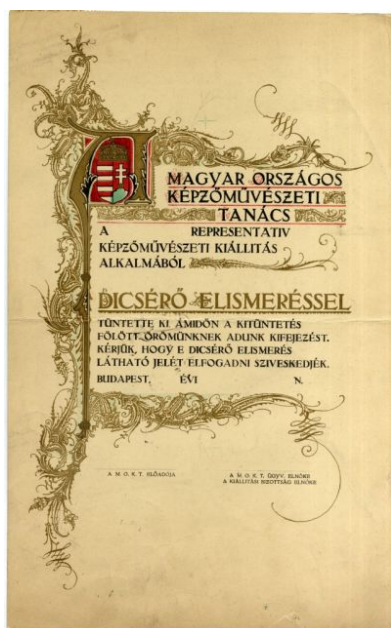 A MAGYAR ORSZÁGOS
KÉPZŐMŰVÉSZETI
TANÁCS
A REPRESENTATIV
KÉPZŐMŰVÉSZETI KIÁLLITÁS
ALKALMÁBÓL
DICSÉRŐ ELISMERÉSSEL
TÜNTETTE KI. ÁMIDŐN A KITÜNTETÉS
FÖLÖTT ÖRÖMÜNKNEK ADUNK KIFEJEZÉST,
KÉRJÜK, HOGY E DICSÉRŐ ELISMERÉS
LÁTHATÓ JELÉT ELFOGADNI SZIVESKEDJÉK.
BUDAPEST, ÉVI N.
A M. O. K. T. ELŐADÓJA
A M. O. K. T. ÜGYV. ELNÖKE
A KIÁLLITÁSI BIZOTTSÁG ELNÖKE